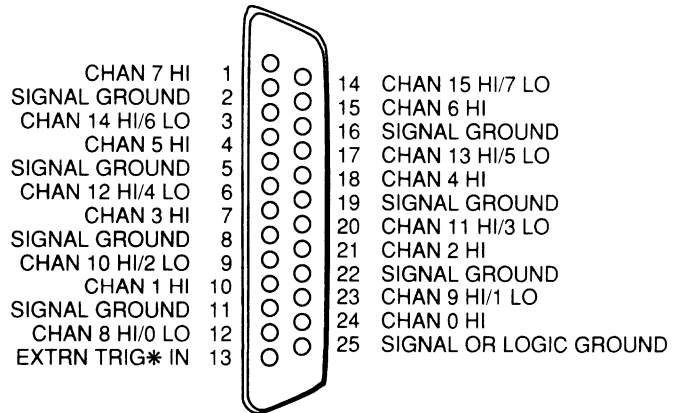 CHAN 7 HI 1
SIGNAL GROUND 2
CHAN 14 HI/6 LO 3
CHAN 5 HI 4
SIGNAL GROUND 5
CHAN 12 HI/4 LO 6
CHAN 3 HI 7
SIGNAL GROUND 8
CHAN 10 HI/2 LO 9
CHAN 1 HI 10
SIGNAL GROUND 11
CHAN 8 HI/0 LO 12
EXTRN TRIG* IN 13
14 CHAN 15 HI/7 LO
15 CHAN 6 HI
16 SIGNAL GROUND
17 CHAN 13 HI/5 LO
18 CHAN 4 HI
19 SIGNAL GROUND
20 CHAN 11 HI/3 LO
21 CHAN 2 HI
22 SIGNAL GROUND
23 CHAN 9 HI/1 LO
24 CHAN 0 HI
25 SIGNAL OR LOGIC GROUND